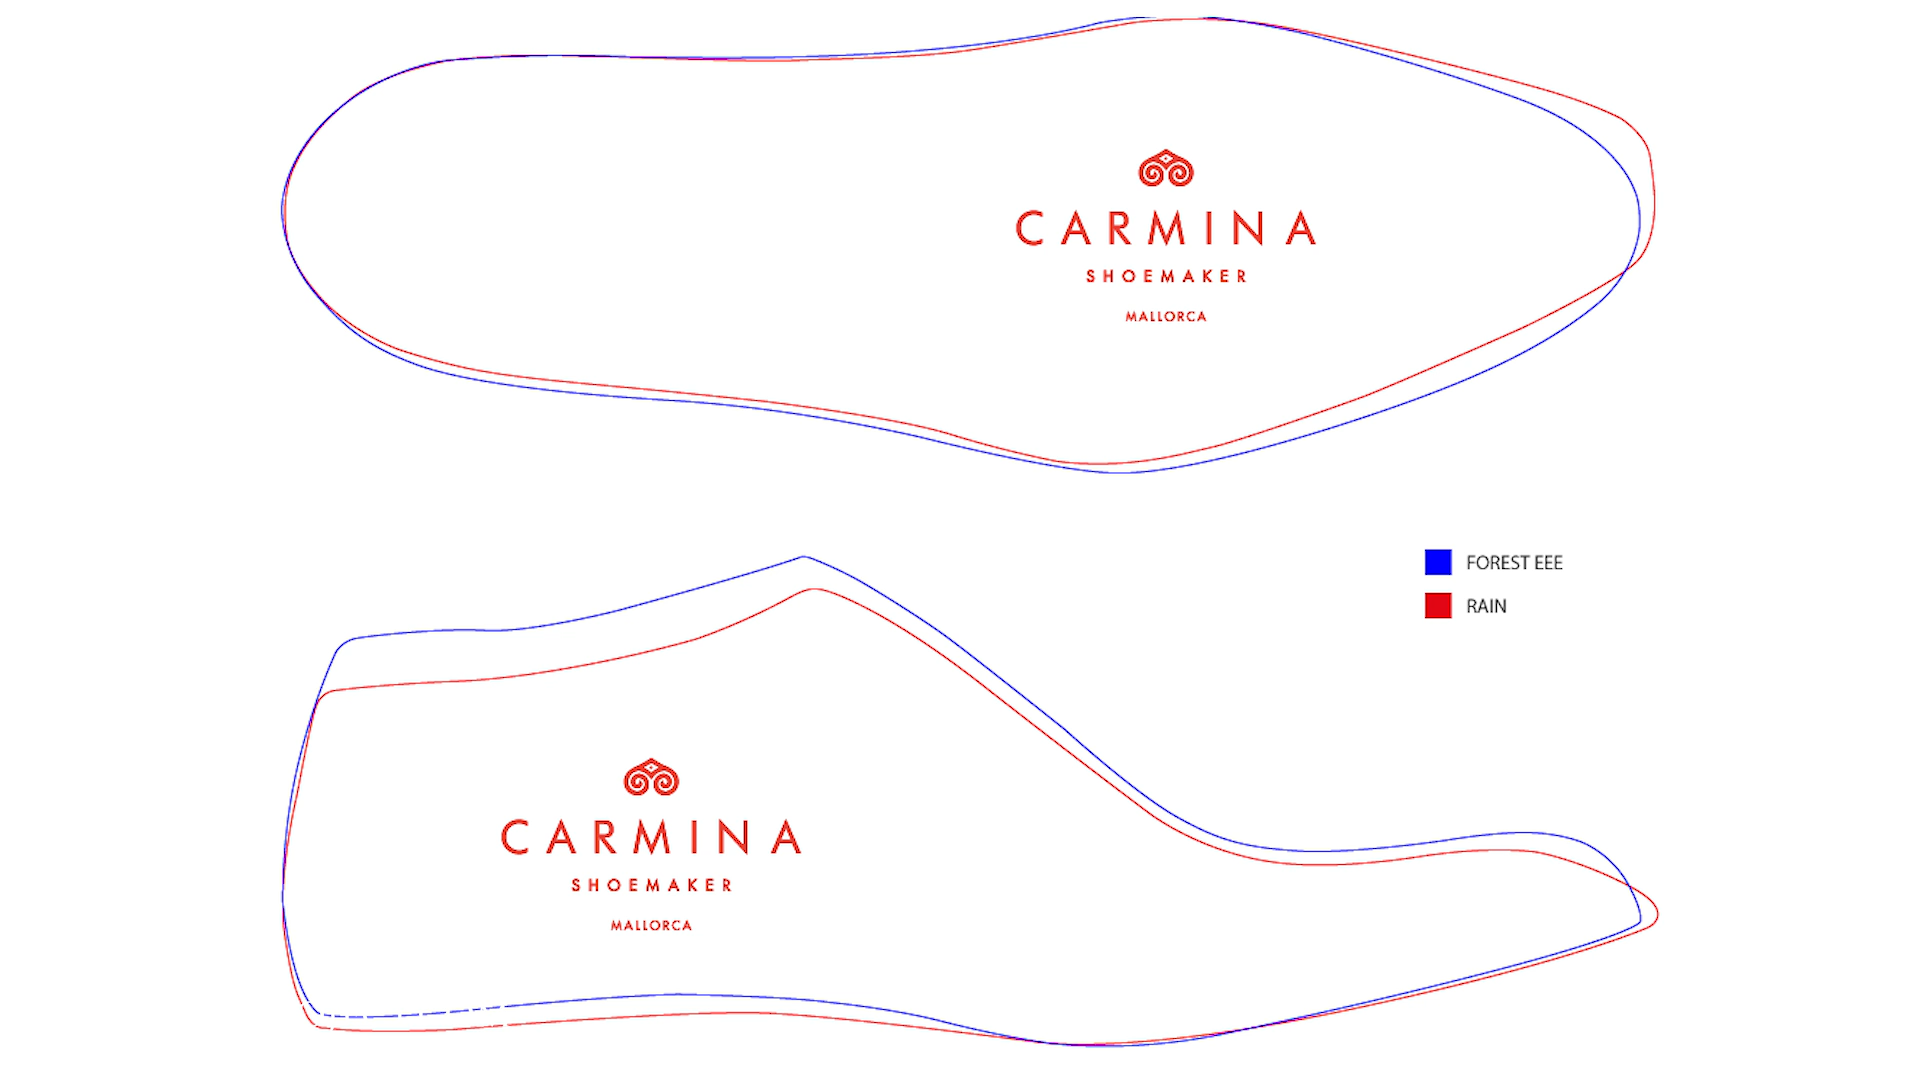 CARMINA
SHOEMAKER
MALLORCA
FOREST EEE
RAIN
CARMINA
SHOEMAKER
MALLORCA